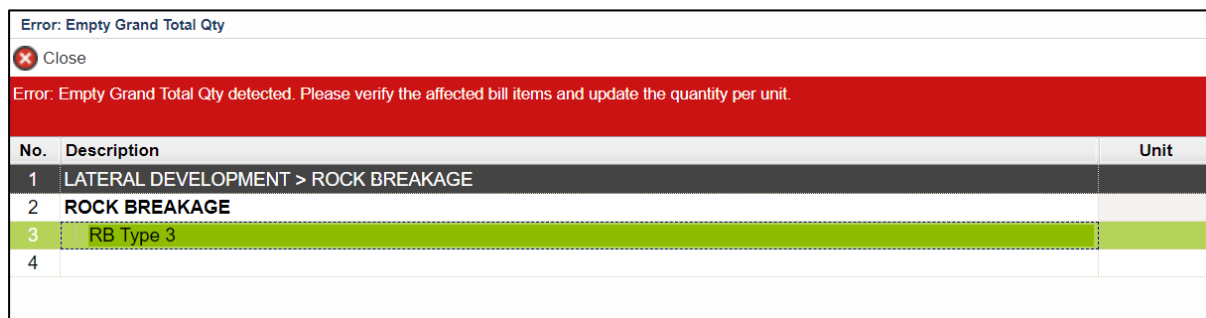 Error: Empty Grand Total Qty
Close
Error: Empty Grand Total Qty detected. Please verify the affected bill items and update the quantity per unit.
No. Description Unit
1 LATERAL DEVELOPMENT > ROCK BREAKAGE
2 ROCK BREAKAGE
3 RB Type 3
4